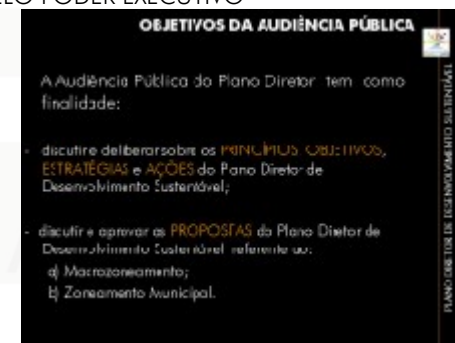 PODER EXECUTIVO
OBJETIVOS DA AUDIÊNCIA PÚBLICA
A Audiência Pública do Plano Diretor tem como
finalidade:
- discutir e deliberar sobre os PRINCÍPIOS, OBJETIVOS,
ESTRATÉGIAS e AÇÕES do Plano Diretor de
Desenvolvimento Sustentável;
- discutir e aprovar as PROPOSTAS do Plano Diretor de
Desenvolvimento Sustentável referente ao:
a) Macrozoneamento;
b) Zoneamento Municipal.
PLANO DIRETOR DE DESENVOLVIMENTO SUSTENTÁVEL